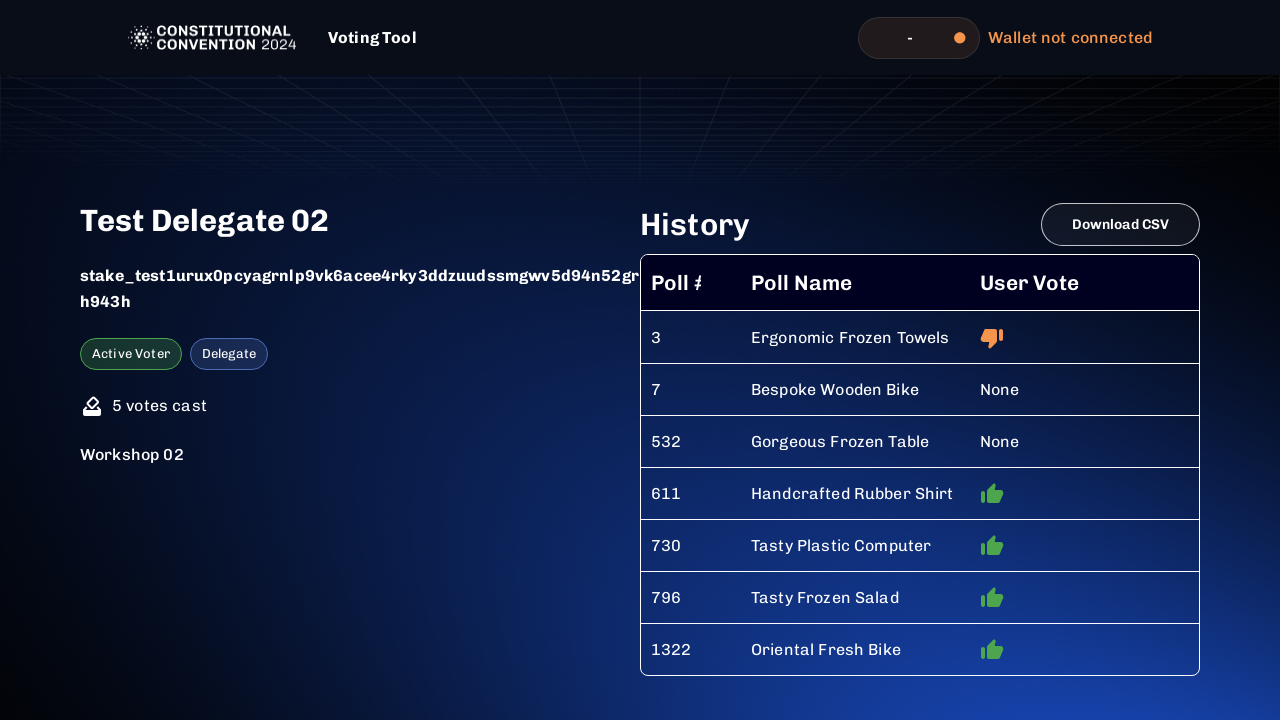 CONSTITUTIONAL
CONVENTION 2024
Voting Tool
-
Wallet not connected
Test Delegate 02
stake_test1urux0pcyagrnlp9vk6acee4rky3ddzuudssmgwv5d94n52gr
h943h
Active Voter
Delegate
5 votes cast
Workshop 02
History
Download CSV
Poll #
Poll Name
User Vote
3 Ergonomic Frozen Towels
7 Bespoke Wooden Bike None
532 Gorgeous Frozen Table None
611 Handcrafted Rubber Shirt
730 Tasty Plastic Computer
796 Tasty Frozen Salad
1322 Oriental Fresh Bike